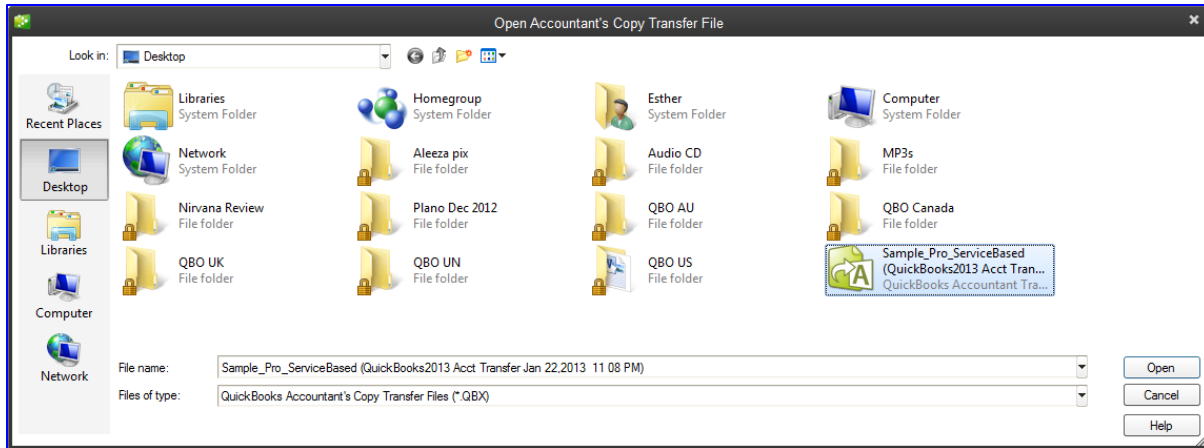 Open Accountant's Copy Transfer File
Look in:
Desktop
Recent Places
Desktop
Libraries
Computer
Network
Libraries
System Folder
Homegroup
System Folder
Esther
System Folder
Computer
System Folder
Network
System Folder
Aleeza pix
File folder
Audio CD
File folder
MP3s
File folder
Nirvana Review
File folder
Plano Dec 2012
File folder
QBO AU
File folder
QBO Canada
File folder
QBO UK
File folder
QBO UN
File folder
QBO US
File folder
Sample_Pro_ServiceBased
(QuickBooks2013 Acct Tran...
QuickBooks Accountant Tra...
File name:
Sample_Pro_ServiceBased (QuickBooks2013 Acct Transfer Jan 22,2013 11 08 PM)
Open
Files of type:
QuickBooks Accountant's Copy Transfer Files (*.QBX)
Cancel
Help